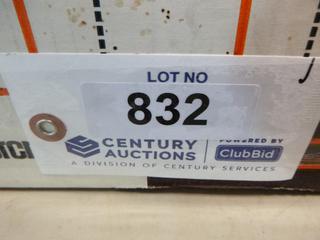 LOT NO
832
CENTURY AUCTIONS
POWERED BY
ClubBid
A DIVISION OF CENTURY SERVICES